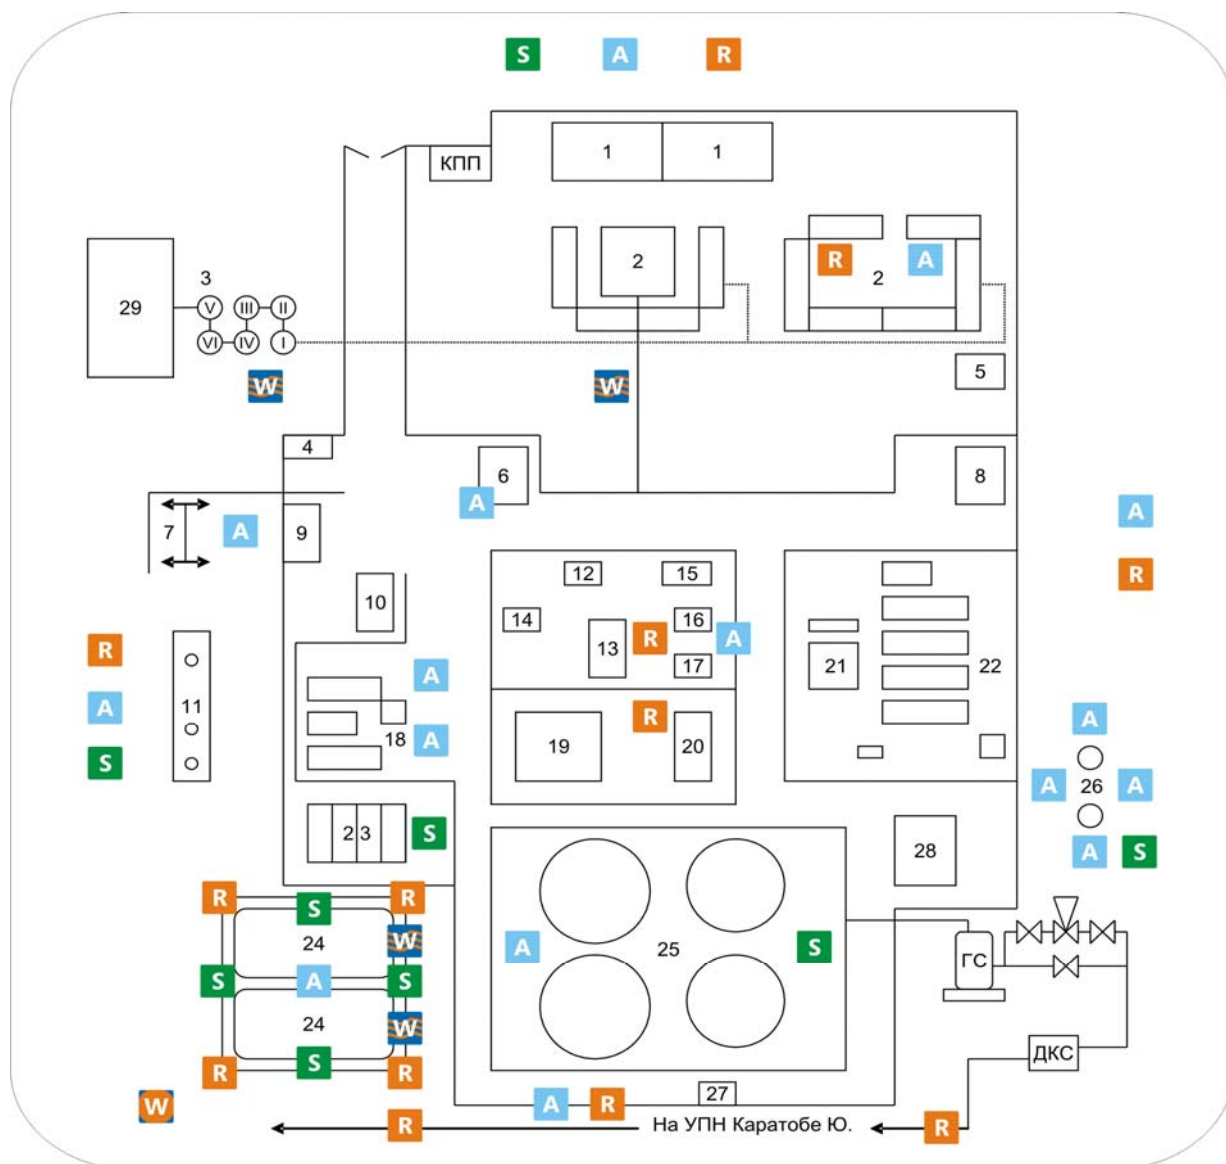 S A R
КПП
1 1
2
R A
2
3
29
V III II
VI IV I
5
W W
4
6
A
8
7 A 9
A
R
12 15
10
14 16
13 R A
17
R
A
S
11
A
A
18
21 22
R
19 20
A
A 26 A
A S
2 3 S
28
R S R
24 W
S A S
24 W
R S R
A 25 S
ГС
ДКС
27
W
A R
R На УПН Каратобе Ю. R